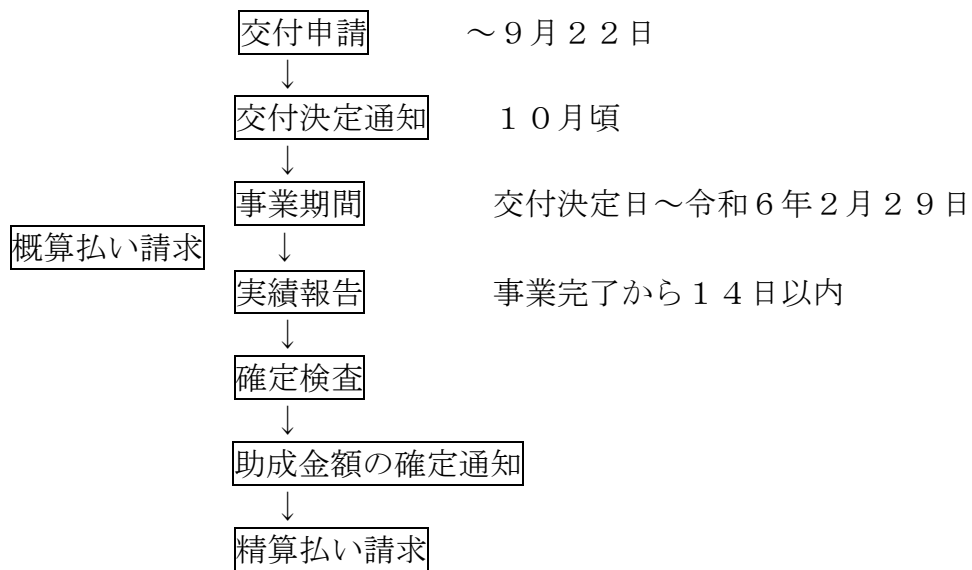 交付申請 ～９月２２日
↓
交付決定通知 １０月頃
↓
事業期間 交付決定日～令和６年２月２９日
概算払い請求 ↓
実績報告 事業完了から１４日以内
↓
確定検査
↓
助成金額の確定通知
↓
精算払い請求